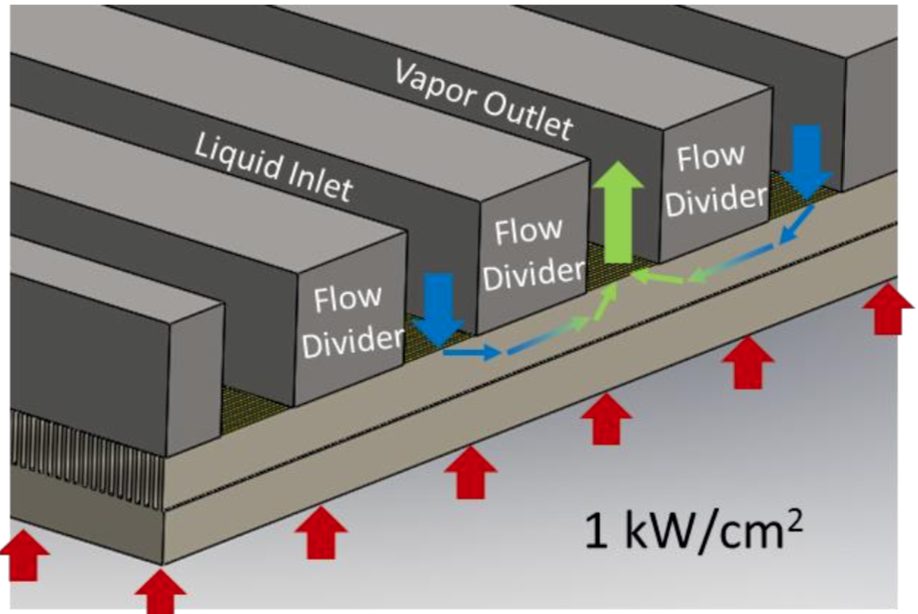 Vapor Outlet
Liquid Inlet
Flow
Divider
Flow
Divider
Flow
Divider
1 kW/cm²